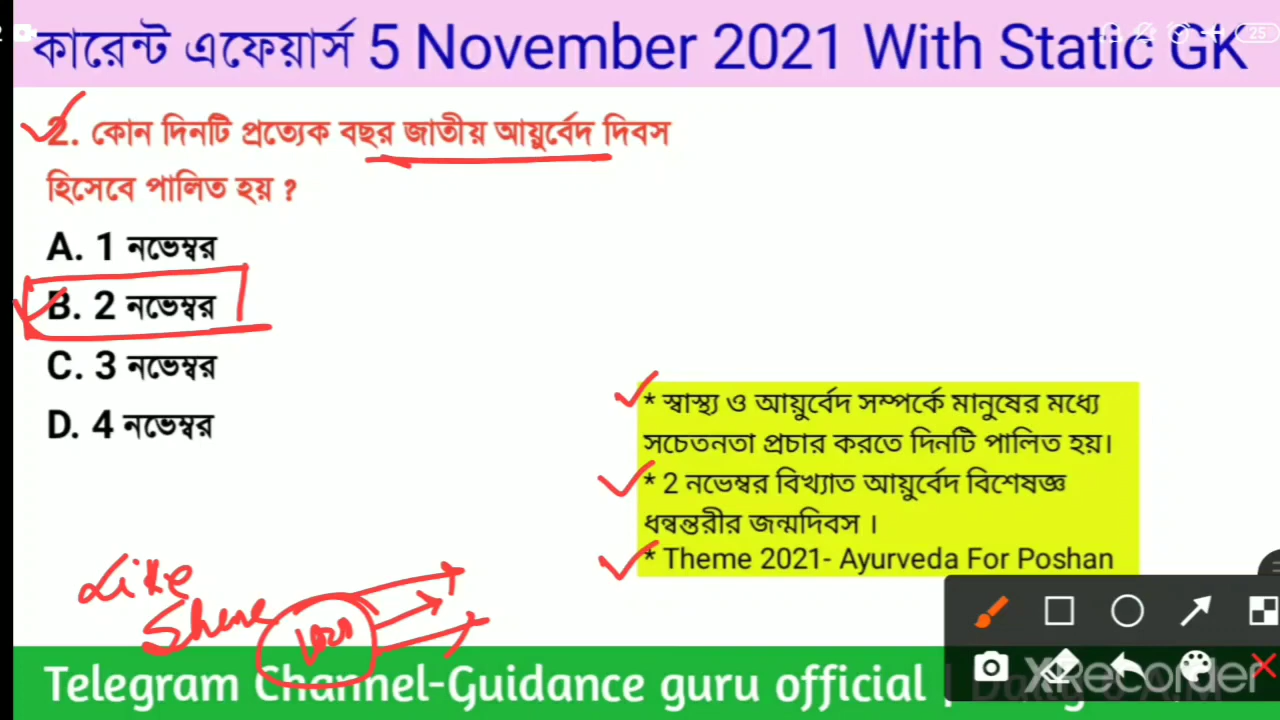 কারেন্ট এফেয়ার্স 5 November 2021 With Static GK
25
2. কোন দিনটি প্রত্যেক বছর জাতীয় আয়ুর্বেদ দিবস
হিসেবে পালিত হয় ?
A. 1 নভেম্বর
B. 2 নভেম্বর
C. 3 নভেম্বর
D. 4 নভেম্বর
* স্বাস্থ্য ও আয়ুর্বেদ সম্পর্কে মানুষের মধ্যে
সচেতনতা প্রচার করতে দিনটি পালিত হয়।
* 2 নভেম্বর বিখ্যাত আয়ুর্বেদ বিশেষজ্ঞ
ধন্বন্তরীর জন্মদিবস ।
* Theme 2021- Ayurveda For Poshan
Like
Share
Telegram Channel-Guidance guru official |
XRecorder